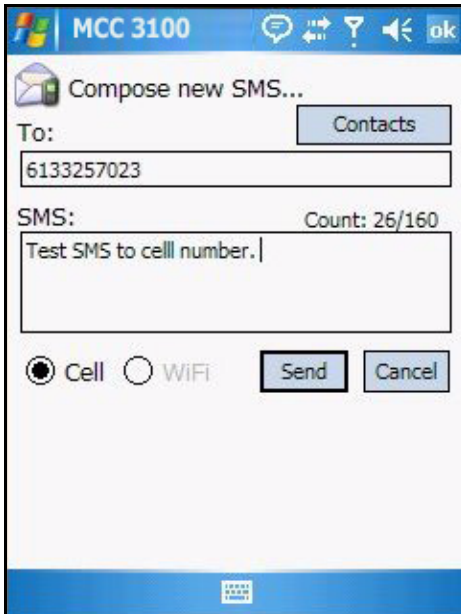 MCC 3100
ok
Compose new SMS...
To:
Contacts
6133257023
SMS:
Count: 26/160
Test SMS to celll number.
Cell
WiFi
Send
Cancel